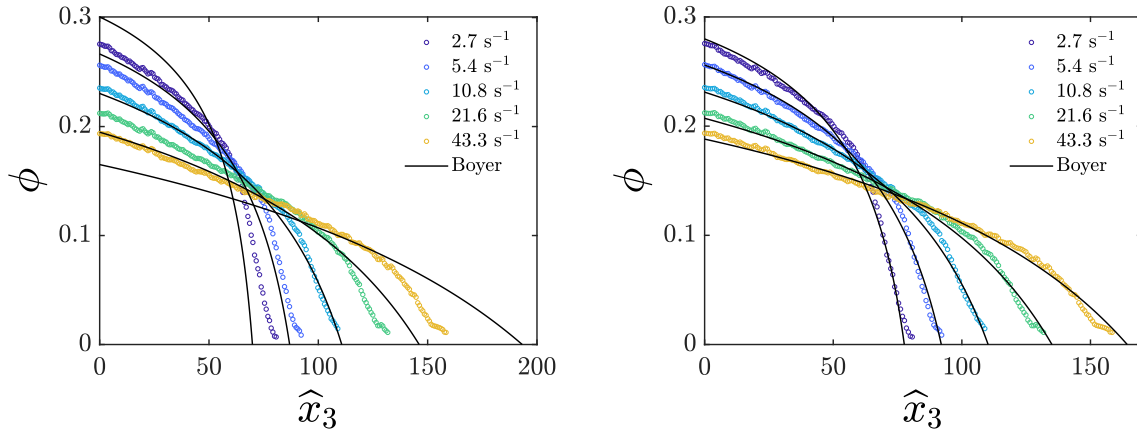 0.3
0.2
0.1
0
ϕ
0 50 100 150 200
x̂₃
2.7 s⁻¹
5.4 s⁻¹
10.8 s⁻¹
21.6 s⁻¹
43.3 s⁻¹
Boyer
0.3
0.2
0.1
0
ϕ
0 50 100 150
x̂₃
2.7 s⁻¹
5.4 s⁻¹
10.8 s⁻¹
21.6 s⁻¹
43.3 s⁻¹
Boyer